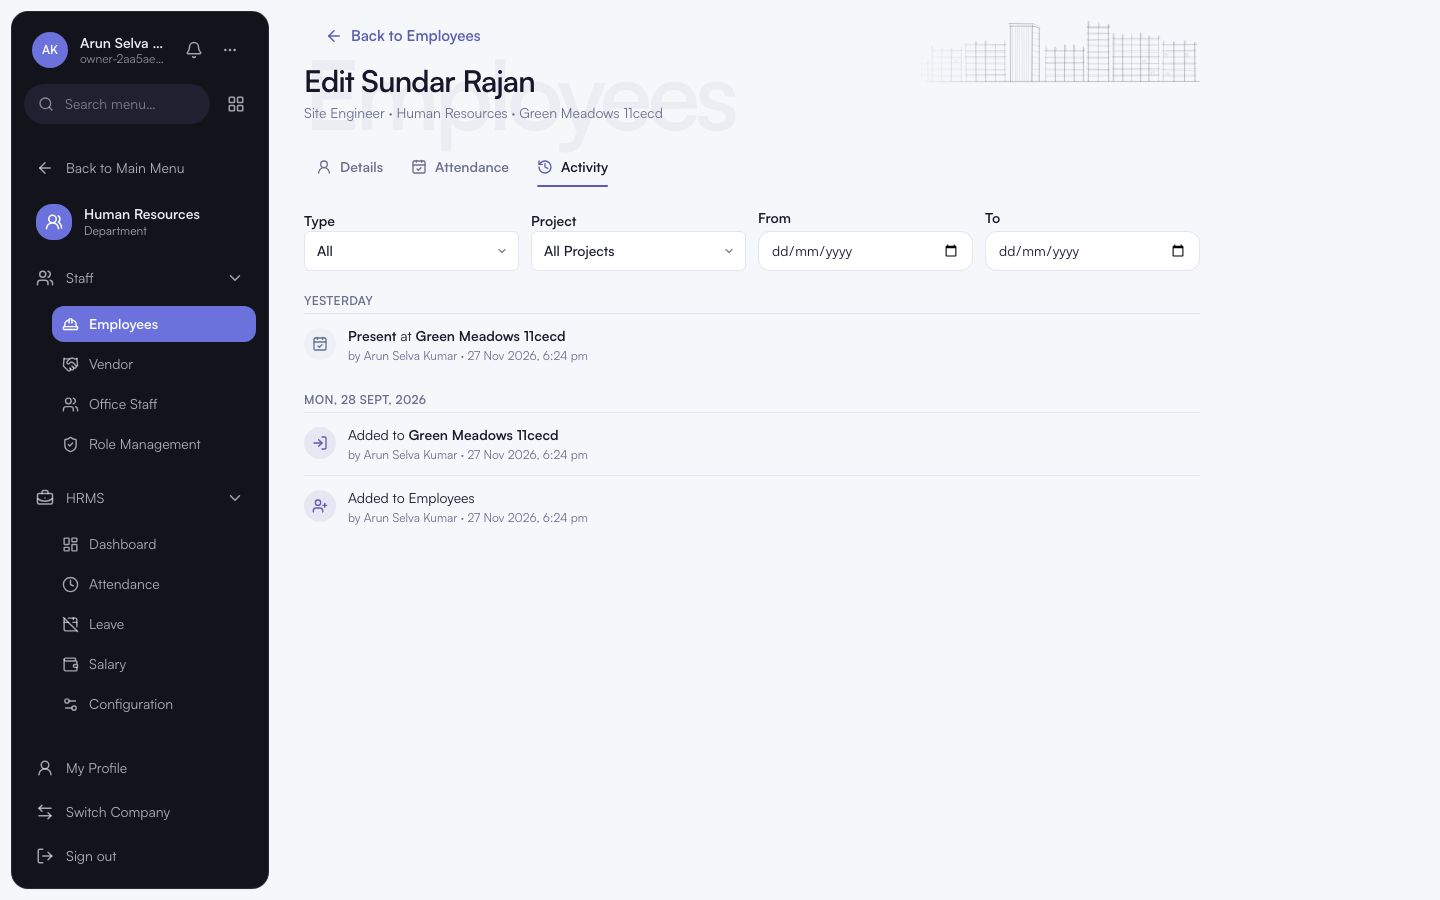 AK
Arun Selva ...
owner-2aa5ae...
Search menu...
Back to Main Menu
Human Resources
Department
Staff
Employees
Vendor
Office Staff
Role Management
HRMS
Dashboard
Attendance
Leave
Salary
Configuration
My Profile
Switch Company
Sign out
Back to Employees
Employees
Edit Sundar Rajan
Site Engineer · Human Resources · Green Meadows 11cecd
Details
Attendance
Activity
Type
All
Project
All Projects
From
dd/mm/yyyy
To
dd/mm/yyyy
YESTERDAY
Present at Green Meadows 11cecd
by Arun Selva Kumar · 27 Nov 2026, 6:24 pm
MON, 28 SEPT, 2026
Added to Green Meadows 11cecd
by Arun Selva Kumar · 27 Nov 2026, 6:24 pm
Added to Employees
by Arun Selva Kumar · 27 Nov 2026, 6:24 pm